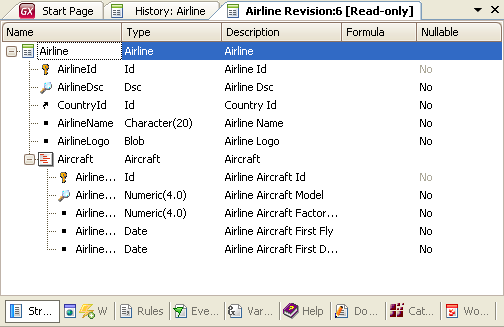 GX Start Page History: Airline Airline Revision:6 [Read-only]
Name Type Description Formula Nullable
Airline Airline Airline
AirlineId Id Airline Id No
AirlineDsc Dsc Airline Dsc No
CountryId Id Country Id No
AirlineName Character(20) Airline Name No
AirlineLogo Blob Airline Logo No
Aircraft Aircraft Aircraft
Airline... Id Airline Aircraft Id No
Airline... Numeric(4.0) Airline Aircraft Model No
Airline... Numeric(4.0) Airline Aircraft Factor... No
Airline... Date Airline Aircraft First Fly No
Airline... Date Airline Aircraft First D... No
Str... W Rules Eve... Var... Help Do... Cat... Wo...